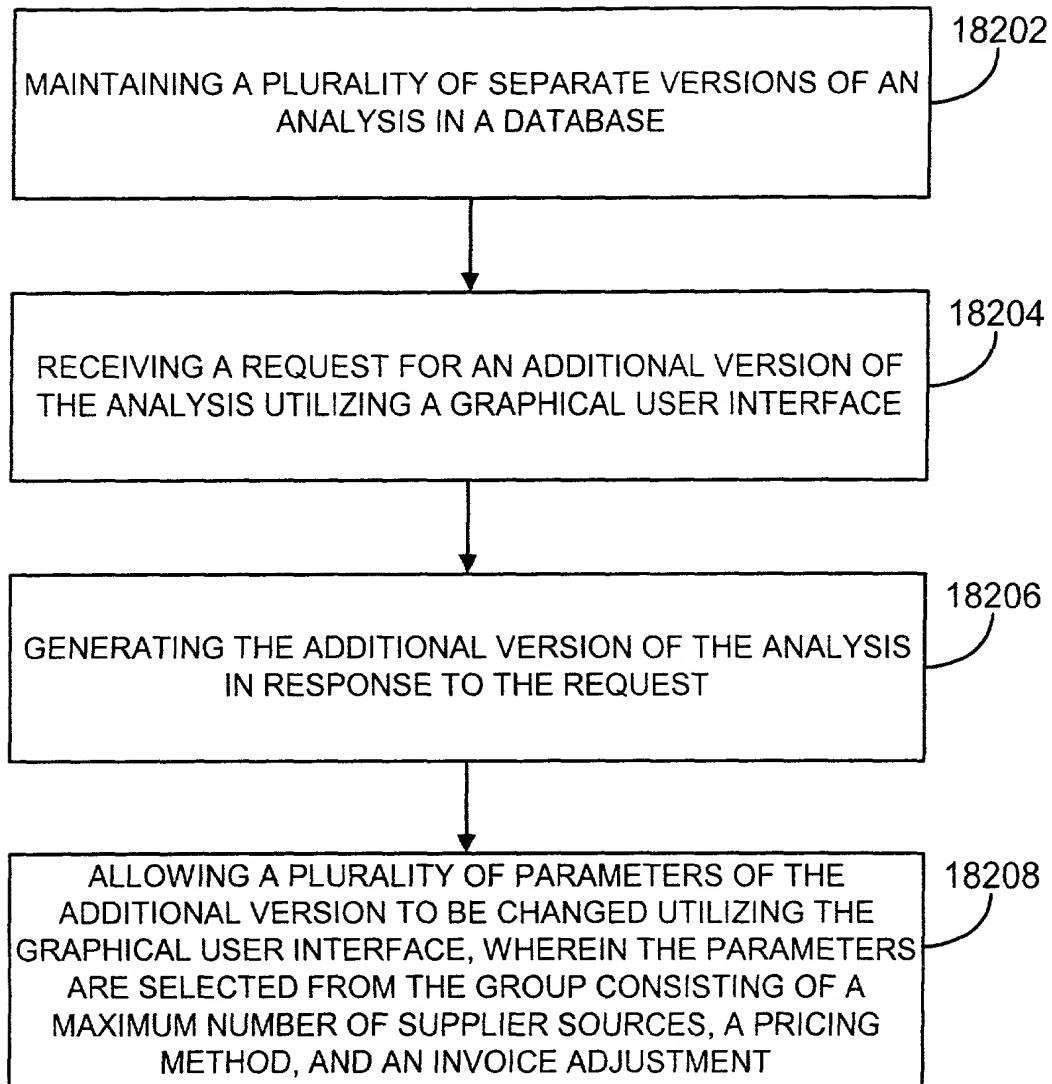 18202
MAINTAINING A PLURALITY OF SEPARATE VERSIONS OF AN
ANALYSIS IN A DATABASE
18204
RECEIVING A REQUEST FOR AN ADDITIONAL VERSION OF
THE ANALYSIS UTILIZING A GRAPHICAL USER INTERFACE
18206
GENERATING THE ADDITIONAL VERSION OF THE ANALYSIS
IN RESPONSE TO THE REQUEST
18208
ALLOWING A PLURALITY OF PARAMETERS OF THE
ADDITIONAL VERSION TO BE CHANGED UTILIZING THE
GRAPHICAL USER INTERFACE, WHEREIN THE PARAMETERS
ARE SELECTED FROM THE GROUP CONSISTING OF A
MAXIMUM NUMBER OF SUPPLIER SOURCES, A PRICING
METHOD, AND AN INVOICE ADJUSTMENT